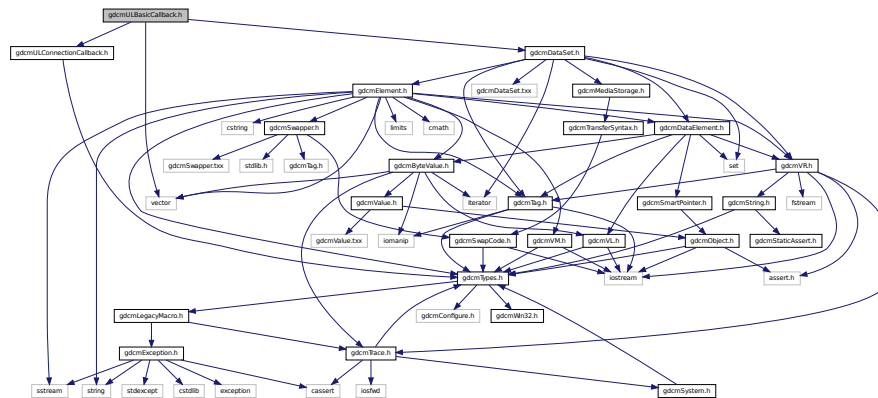 gdcmULBasicCallback.h
gdcmULConnectionCallback.h
gdcmDataSet.h
gdcmElement.h
gdcmDataSet.txx
gdcmMediaStorage.h
cstring
gdcmSwapper.h
limits
cmath
gdcmTransferSyntax.h
gdcmDataElement.h
gdcmSwapper.txx
stdlib.h
gdcmTag.h
gdcmByteValue.h
set
gdcmVR.h
vector
gdcmValue.h
iterator
gdcmTag.h
gdcmSmartPointer.h
gdcmString.h
fstream
gdcmValue.txx
iomanip
gdcmSwapCode.h
gdcmVM.h
gdcmVL.h
gdcmObject.h
gdcmStaticAssert.h
gdcmTypes.h
iostream
assert.h
gdcmLegacyMacro.h
gdcmConfigure.h
gdcmWin32.h
gdcmException.h
gdcmTrace.h
sstream
string
stdexcept
cstdlib
exception
cassert
iosfwd
gdcmSystem.h